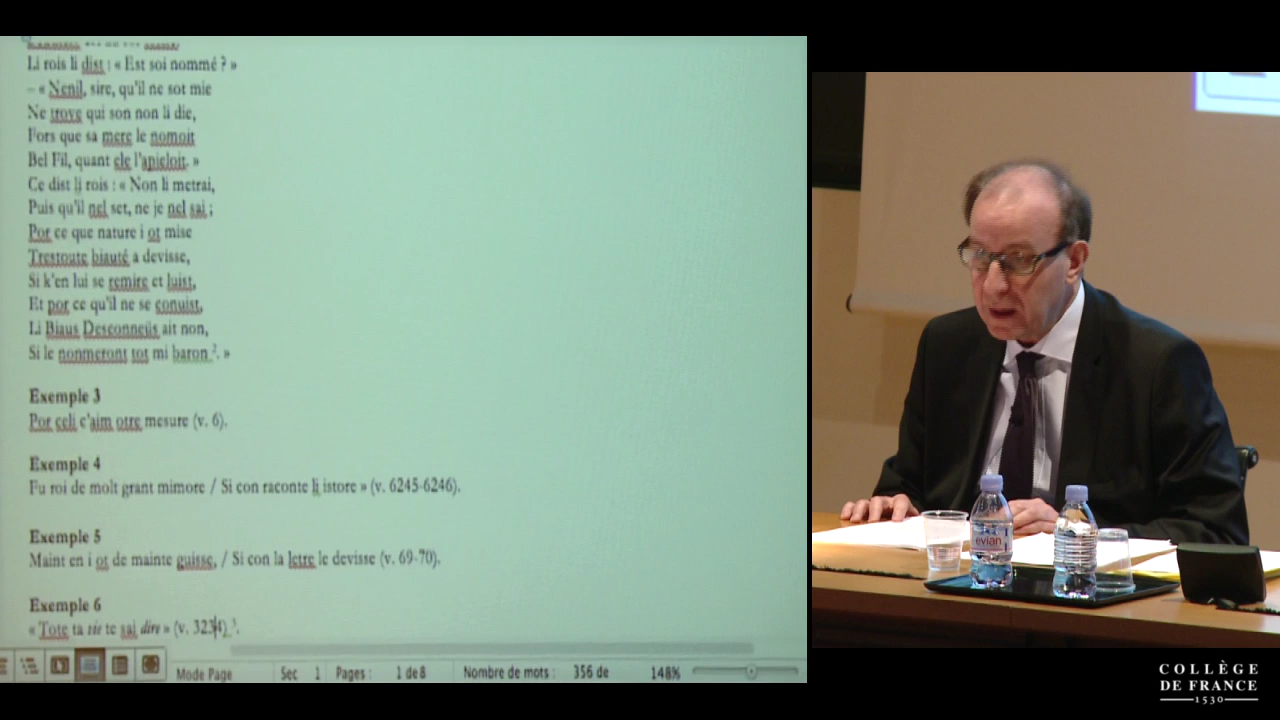 Li rois li dist : « Est soi nommé ? »
– « Nenil, sire, qu'il ne sot mie
Ne trove qui son non li die,
Fors que sa mere le nomoit
Bel Fil, quant ele l'apieloit. »
Ce dist li rois : « Non li metrai,
Puis qu'il nel set, ne je nel sai ;
Por ce que nature i ot mise
Trestoute biauté a devisse,
Si k'en lui se remire et luist,
Et por ce qu'il ne se conuist,
Li Biaus Desconneüs ait non,
Si le nonmeront tot mi baron 2. »
Exemple 3
Por celi c'aim otre mesure (v. 6).
Exemple 4
Fu roi de molt grant mimore / Si con raconte li istore » (v. 6245-6246).
Exemple 5
Maint en i ot de mainte guisse, / Si con la letre le devisse (v. 69-70).
Exemple 6
« Tote ta vie te sai dire » (v. 3234) 3.
Mode Page Sec 1 Pages : 1 de 8 Nombre de mots : 356 de 148%
evian
COLLÈGE
DE FRANCE
1530